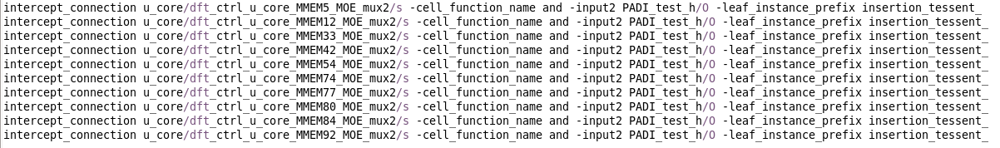 intercept_connection u_core/dft_ctrl_u_core_MMEM5_MOE_mux2/s -cell_function_name and -input2 PADI_test_h/O -leaf_instance_prefix insertion_tessent_
intercept_connection u_core/dft_ctrl_u_core_MMEM12_MOE_mux2/s -cell_function_name and -input2 PADI_test_h/O -leaf_instance_prefix insertion_tessent_
intercept_connection u_core/dft_ctrl_u_core_MMEM33_MOE_mux2/s -cell_function_name and -input2 PADI_test_h/O -leaf_instance_prefix insertion_tessent_
intercept_connection u_core/dft_ctrl_u_core_MMEM42_MOE_mux2/s -cell_function_name and -input2 PADI_test_h/O -leaf_instance_prefix insertion_tessent_
intercept_connection u_core/dft_ctrl_u_core_MMEM54_MOE_mux2/s -cell_function_name and -input2 PADI_test_h/O -leaf_instance_prefix insertion_tessent_
intercept_connection u_core/dft_ctrl_u_core_MMEM74_MOE_mux2/s -cell_function_name and -input2 PADI_test_h/O -leaf_instance_prefix insertion_tessent_
intercept_connection u_core/dft_ctrl_u_core_MMEM77_MOE_mux2/s -cell_function_name and -input2 PADI_test_h/O -leaf_instance_prefix insertion_tessent_
intercept_connection u_core/dft_ctrl_u_core_MMEM80_MOE_mux2/s -cell_function_name and -input2 PADI_test_h/O -leaf_instance_prefix insertion_tessent_
intercept_connection u_core/dft_ctrl_u_core_MMEM84_MOE_mux2/s -cell_function_name and -input2 PADI_test_h/O -leaf_instance_prefix insertion_tessent_
intercept_connection u_core/dft_ctrl_u_core_MMEM92_MOE_mux2/s -cell_function_name and -input2 PADI_test_h/O -leaf_instance_prefix insertion_tessent_